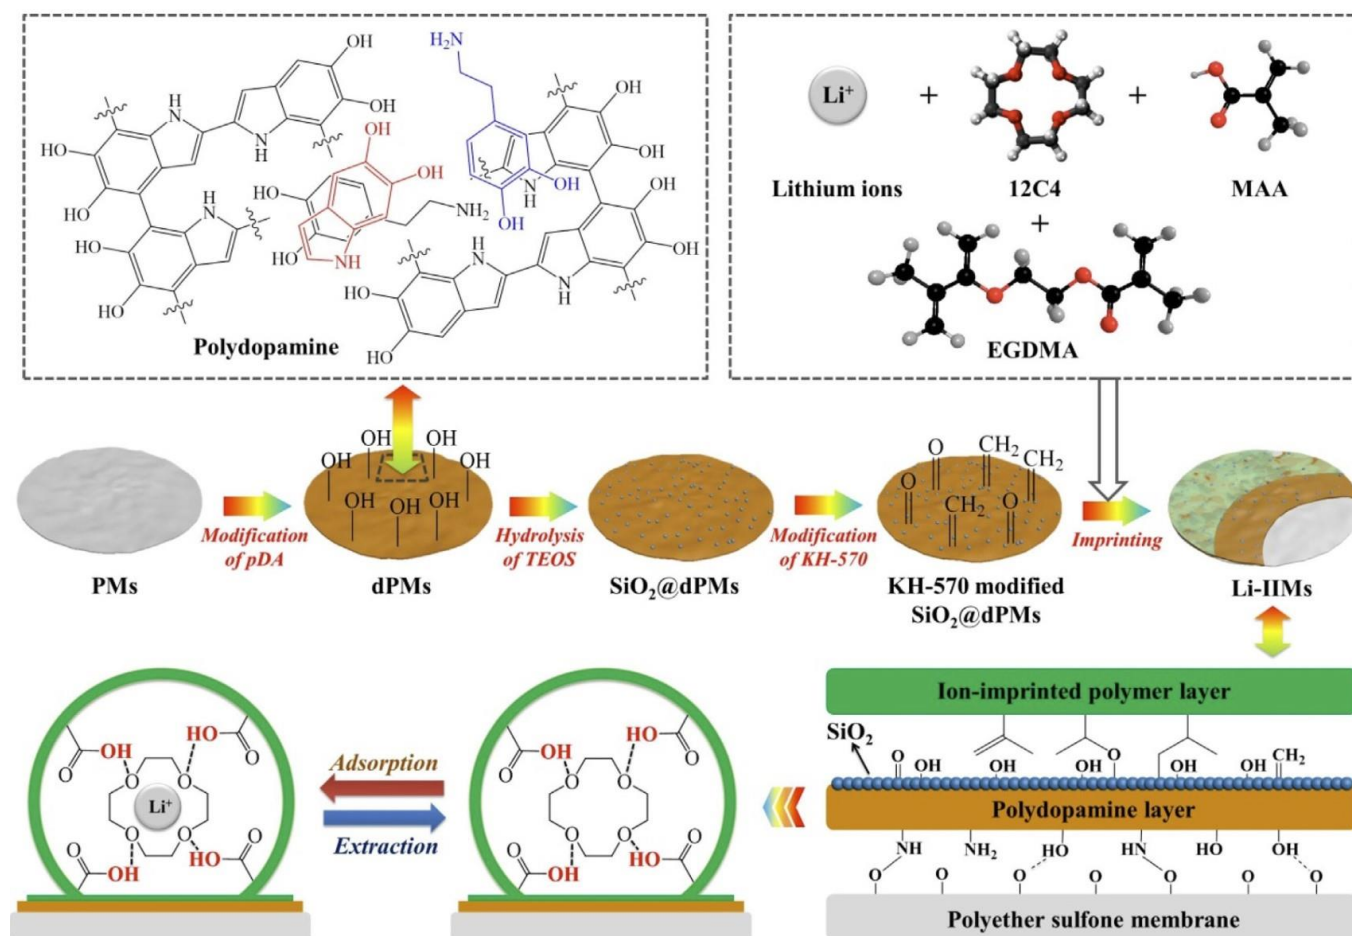 H₂N
OH
OH
HO
HO
H
N
N
H
OH
OH
HO
HO
H
N
OH
OH
NH
HO
HO
NH₂
OH
OH
N
H
OH
OH
OH
OH
H
N
N
H
HO
HO
Polydopamine
Li⁺
+
+
Lithium ions
12C4
MAA
+
EGDMA
OH
OH
OH
OH
OH
OH
OH
O
O
CH₂
CH₂
CH₂
O
Modification
of pDA
Hydrolysis
of TEOS
Modification
of KH-570
Imprinting
PMs
dPMs
SiO₂@dPMs
KH-570 modified
SiO₂@dPMs
Li-IIMs
OH
HO
O
O
O
O
Li⁺
O
O
O
O
OH
HO
Adsorption
Extraction
OH
HO
O
O
O
O
O
O
O
O
OH
HO
Ion-imprinted polymer layer
SiO₂
O
OH
OH
OH
O
OH
OH
CH₂
Polydopamine layer
NH
NH₂
HO
HN
HO
OH
O
O
O
O
O
O
O
Polyether sulfone membrane